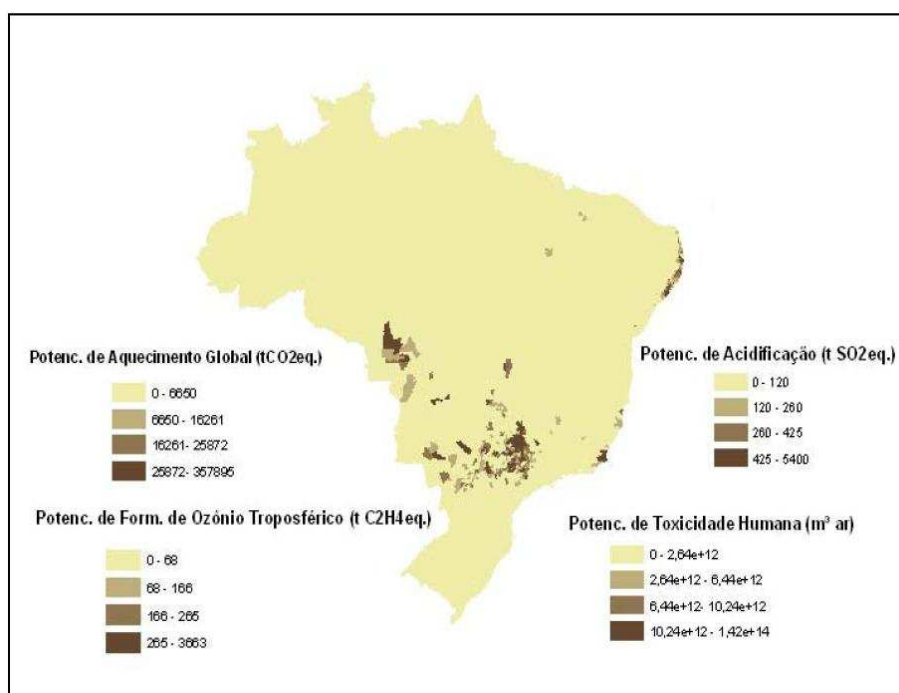 Potenc. de Aquecimento Global (tCO2eq.)
0 - 6650
6650 - 16261
16261 - 25872
25872- 357895
Potenc. de Acidificação (t SO2eq.)
0 - 120
120 - 260
260 - 425
425 - 5400
Potenc. de Form. de Ozónio Troposférico (t C2H4eq.)
0 - 68
68 - 166
166 - 265
265 - 3663
Potenc. de Toxicidade Humana (m³ ar)
0 - 2,64e+12
2,64e+12 - 6,44e+12
6,44e+12- 10,24e+12
10,24e+12 - 1,42e+14